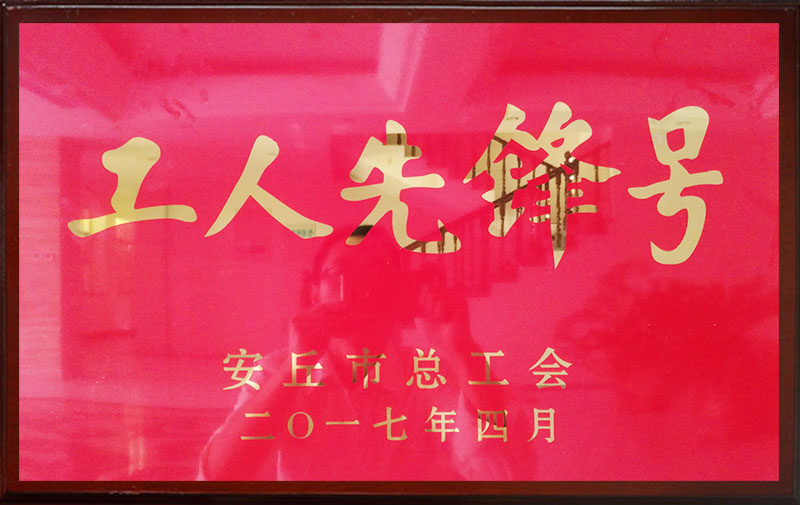 工人先锋号
安丘市总工会
二〇一七年四月